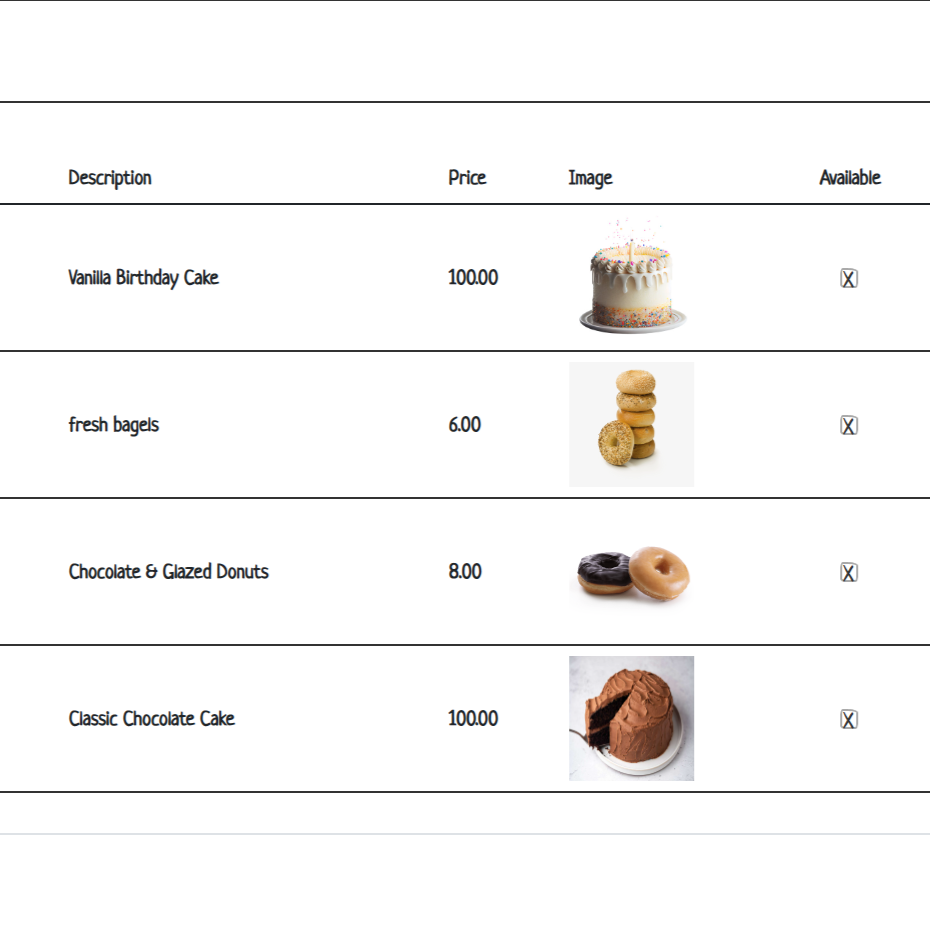 Description Price Image Available
Vanilla Birthday Cake 100.00 X
fresh bagels 6.00 X
Chocolate & Glazed Donuts 8.00 X
Classic Chocolate Cake 100.00 X